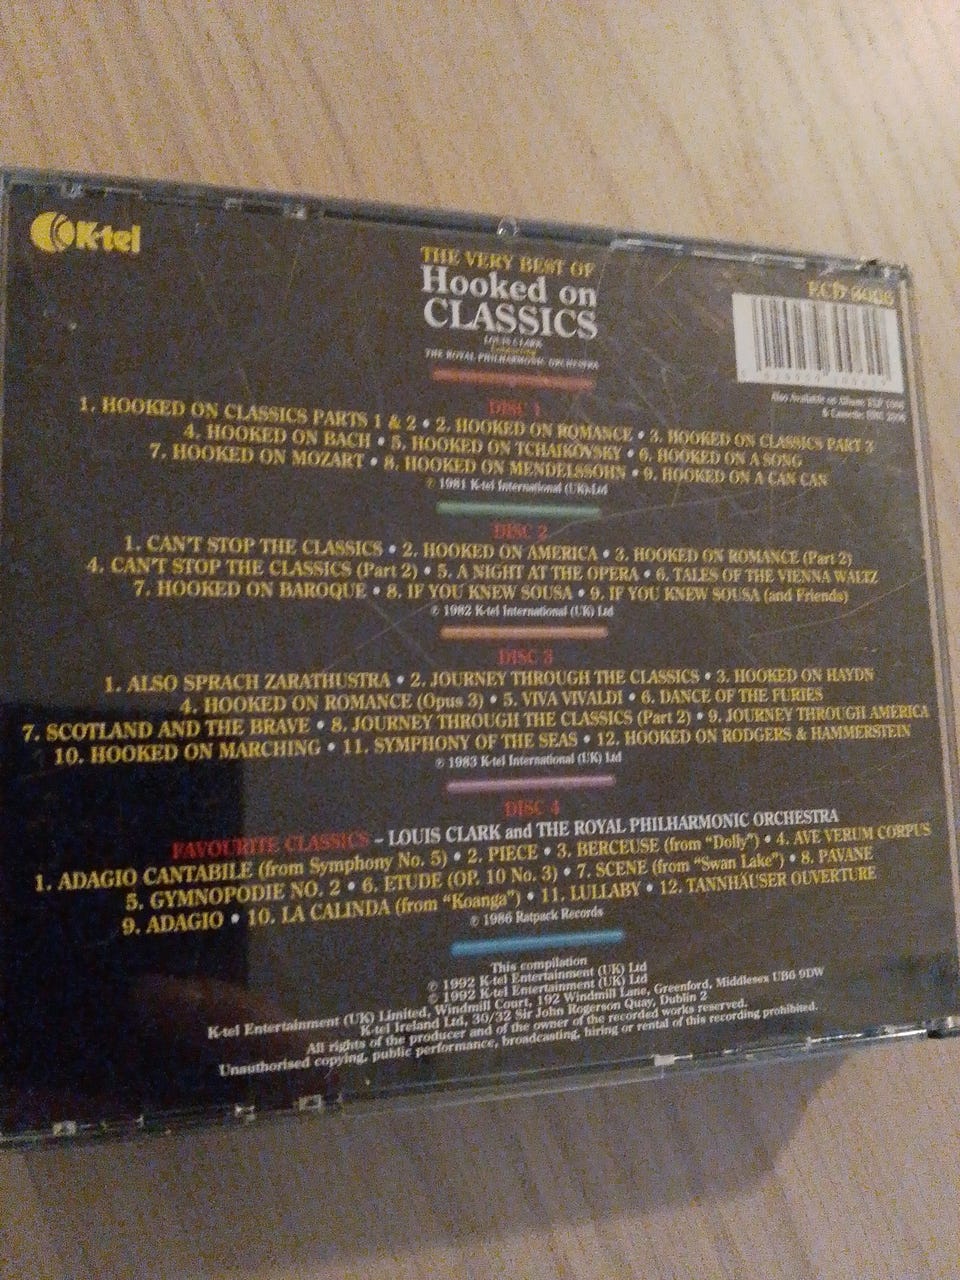 K-tel
THE VERY BEST OF
Hooked on
CLASSICS
LOUIS CLARK
THE ROYAL PHILHARMONIC ORCHESTRA
DISC 1
1. HOOKED ON CLASSICS PARTS 1 & 2 • 2. HOOKED ON ROMANCE • 3. HOOKED ON CLASSICS PART 3
4. HOOKED ON BACH • 5. HOOKED ON TCHAIKOVSKY • 6. HOOKED ON A SONG
7. HOOKED ON MOZART • 8. HOOKED ON MENDELSSOHN • 9. HOOKED ON A CAN CAN
℗ 1981 K-tel International (UK) Ltd
DISC 2
1. CAN'T STOP THE CLASSICS • 2. HOOKED ON AMERICA • 3. HOOKED ON ROMANCE (Part 2)
4. CAN'T STOP THE CLASSICS (Part 2) • 5. A NIGHT AT THE OPERA • 6. TALES OF THE VIENNA WALTZ
7. HOOKED ON BAROQUE • 8. IF YOU KNEW SOUSA • 9. IF YOU KNEW SOUSA (and Friends)
℗ 1982 K-tel International (UK) Ltd
DISC 3
1. ALSO SPRACH ZARATHUSTRA • 2. JOURNEY THROUGH THE CLASSICS • 3. HOOKED ON HAYDN
4. HOOKED ON ROMANCE (Opus 3) • 5. VIVA VIVALDI • 6. DANCE OF THE FURIES
7. SCOTLAND AND THE BRAVE • 8. JOURNEY THROUGH THE CLASSICS (Part 2) • 9. JOURNEY THROUGH AMERICA
10. HOOKED ON MARCHING • 11. SYMPHONY OF THE SEAS • 12. HOOKED ON RODGERS & HAMMERSTEIN
℗ 1983 K-tel International (UK) Ltd
DISC 4
FAVOURITE CLASSICS – LOUIS CLARK and THE ROYAL PHILHARMONIC ORCHESTRA
1. ADAGIO CANTABILE (from Symphony No. 5) • 2. PIECE • 3. BERCEUSE (from "Dolly") • 4. AVE VERUM CORPUS
5. GYMNOPODIE NO. 2 • 6. ETUDE (OP. 10 No. 3) • 7. SCENE (from "Swan Lake") • 8. PAVANE
9. ADAGIO • 10. LA CALINDA (from "Koanga") • 11. LULLABY • 12. TANNHÄUSER OUVERTURE
℗ 1986 Ratpack Records
This compilation
℗ 1992 K-tel Entertainment (UK) Ltd
© 1992 K-tel Entertainment (UK) Ltd
K-tel Entertainment (UK) Limited, Windmill Court, 192 Windmill Lane, Greenford, Middlesex UB6 9DW
K-tel Ireland Ltd, 30/32 Sir John Rogerson Quay, Dublin 2
All rights of the producer and of the owner of the recorded works reserved.
Unauthorised copying, public performance, broadcasting, hiring or rental of this recording prohibited.